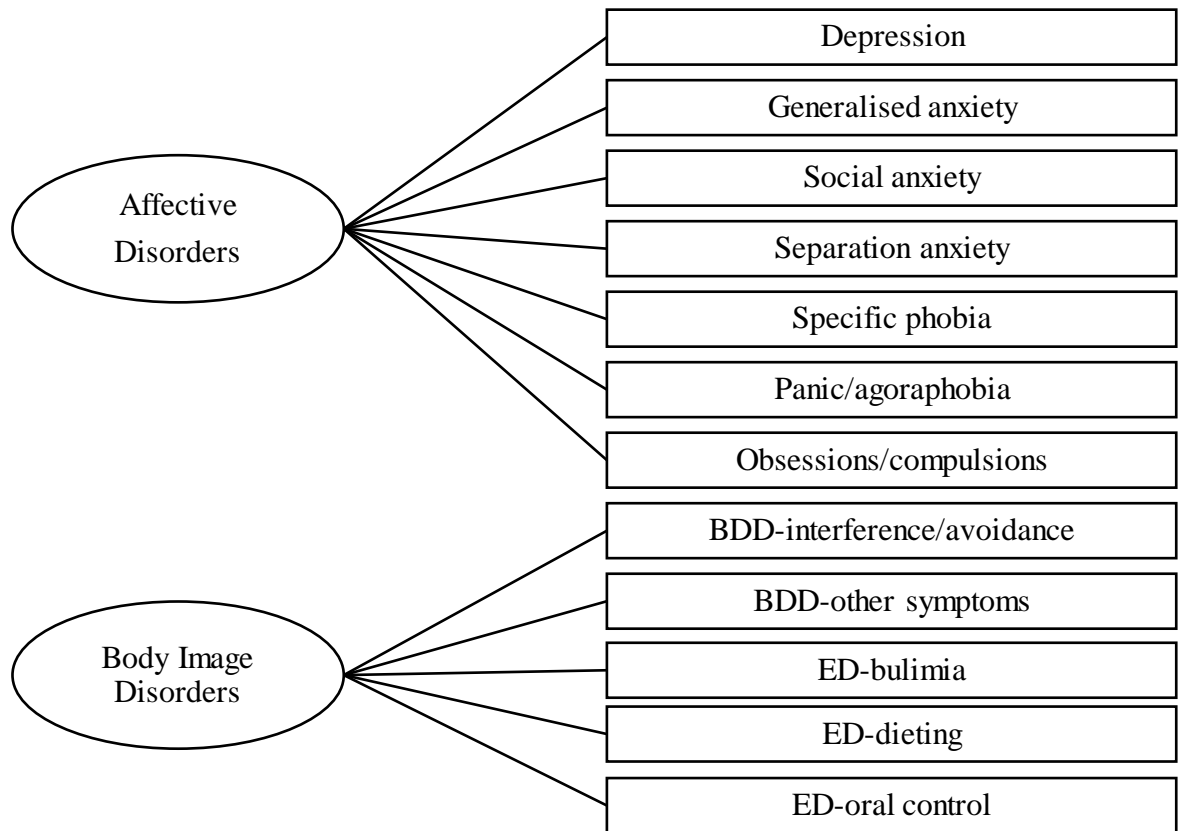 Depression
Generalised anxiety
Social anxiety
Affective
Disorders
Separation anxiety
Specific phobia
Panic/agoraphobia
Obsessions/compulsions
BDD-interference/avoidance
BDD-other symptoms
Body Image
Disorders
ED-bulimia
ED-dieting
ED-oral control